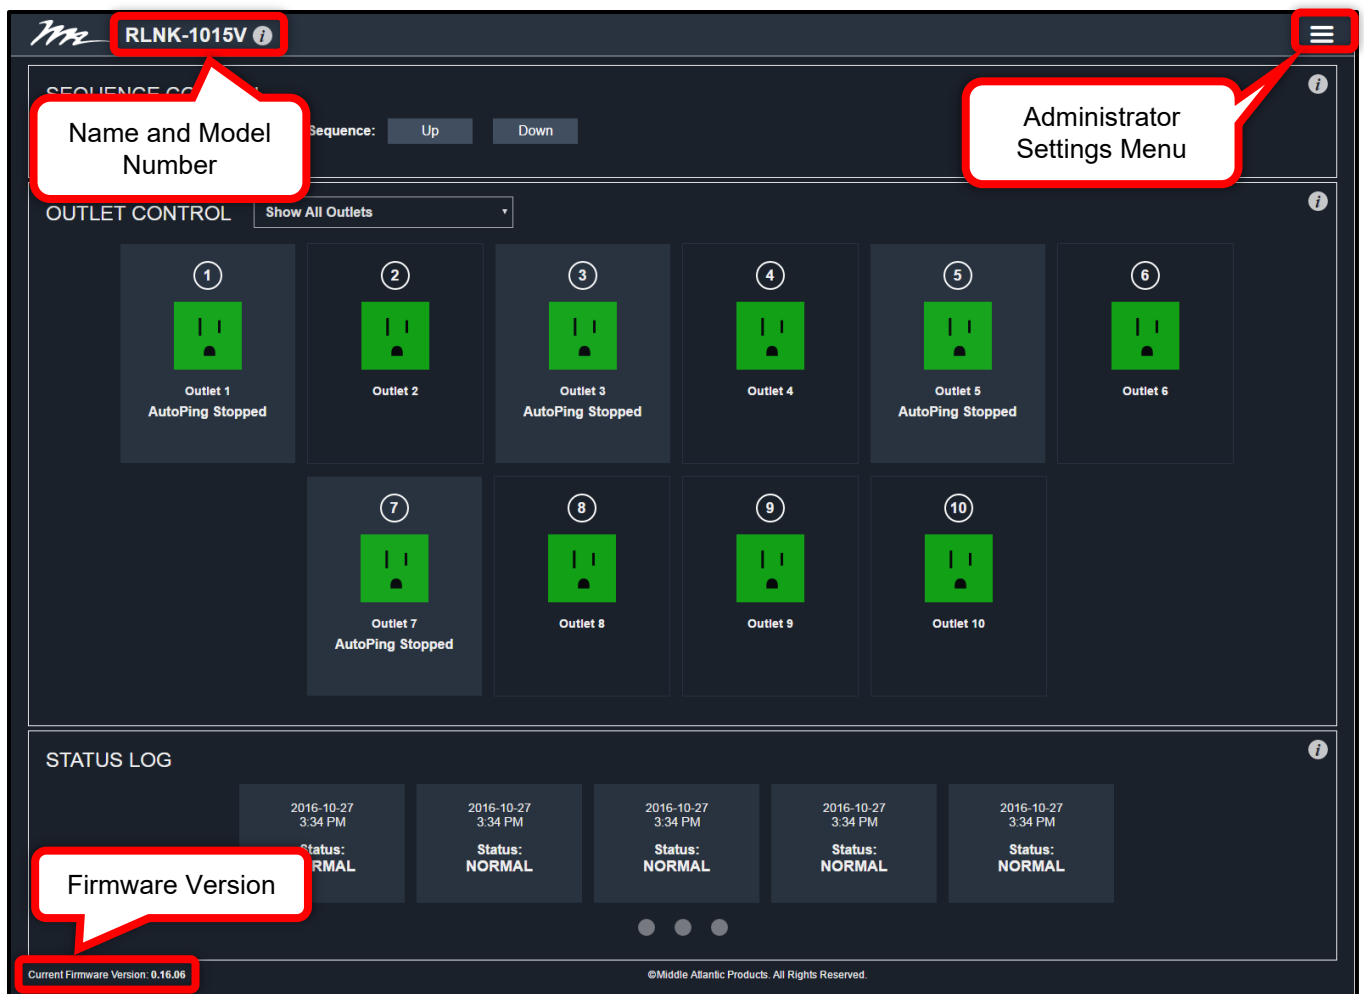 RLNK-1015V i
Administrator
Settings Menu
Name and Model
Number
Sequence: Up Down
i
OUTLET CONTROL Show All Outlets
i
1 2 3 4 5 6
Outlet 1 Outlet 2 Outlet 3 Outlet 4 Outlet 5 Outlet 6
AutoPing Stopped AutoPing Stopped AutoPing Stopped
7 8 9 10
Outlet 7 Outlet 8 Outlet 9 Outlet 10
AutoPing Stopped
STATUS LOG
i
2016-10-27 2016-10-27 2016-10-27 2016-10-27 2016-10-27
3:34 PM 3:34 PM 3:34 PM 3:34 PM 3:34 PM
Status: Status: Status: Status: Status:
NORMAL NORMAL NORMAL NORMAL
Firmware Version
Current Firmware Version: 0.16.06
©Middle Atlantic Products. All Rights Reserved.